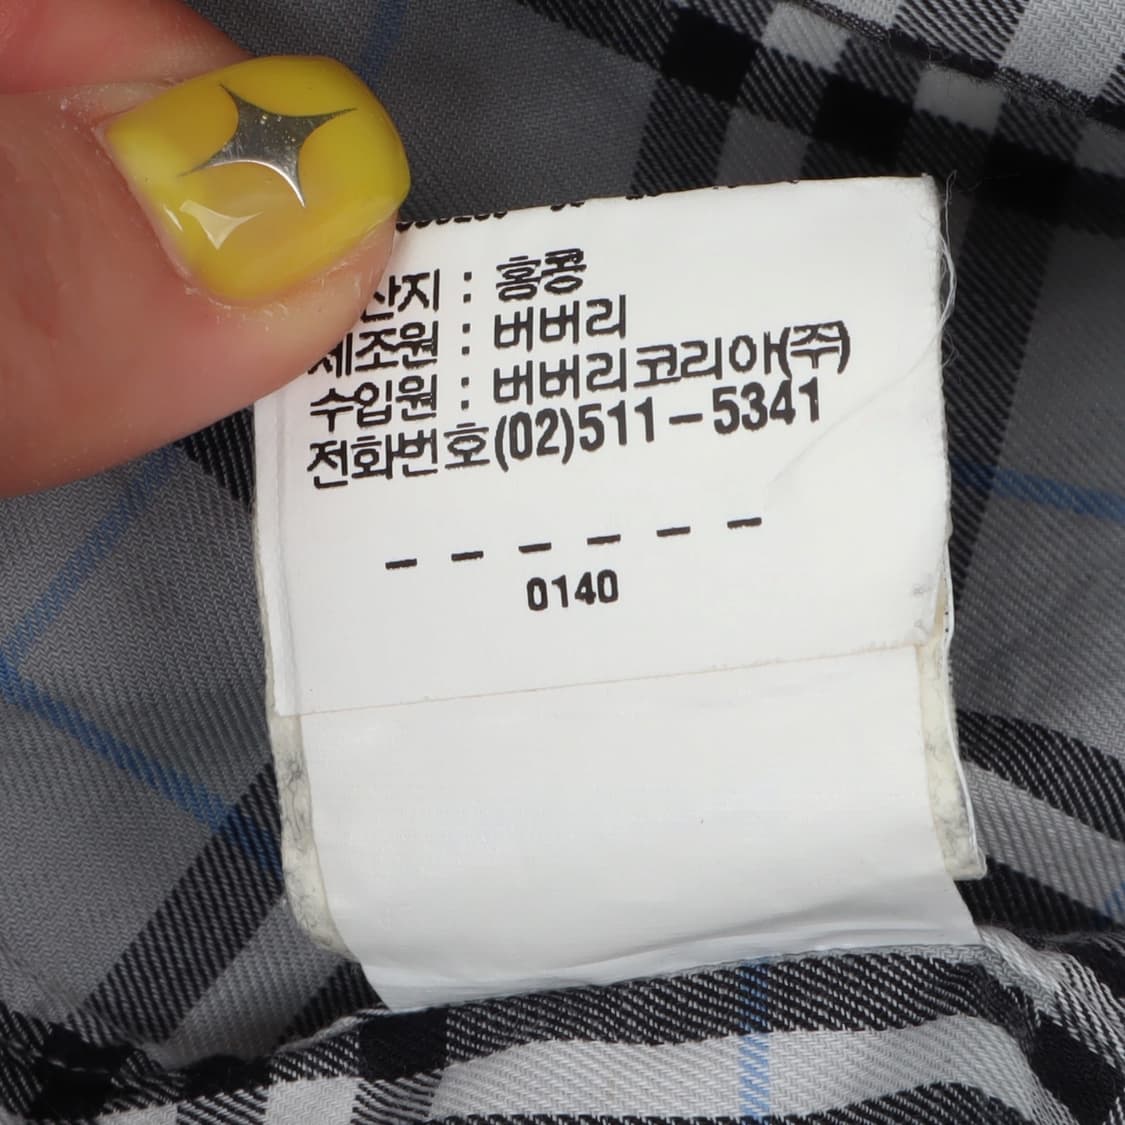 산지 : 홍콩
제조원 : 버버리
수입원 : 버버리코리아(주)
전화번호(02)511-5341
- - - - - -
0140